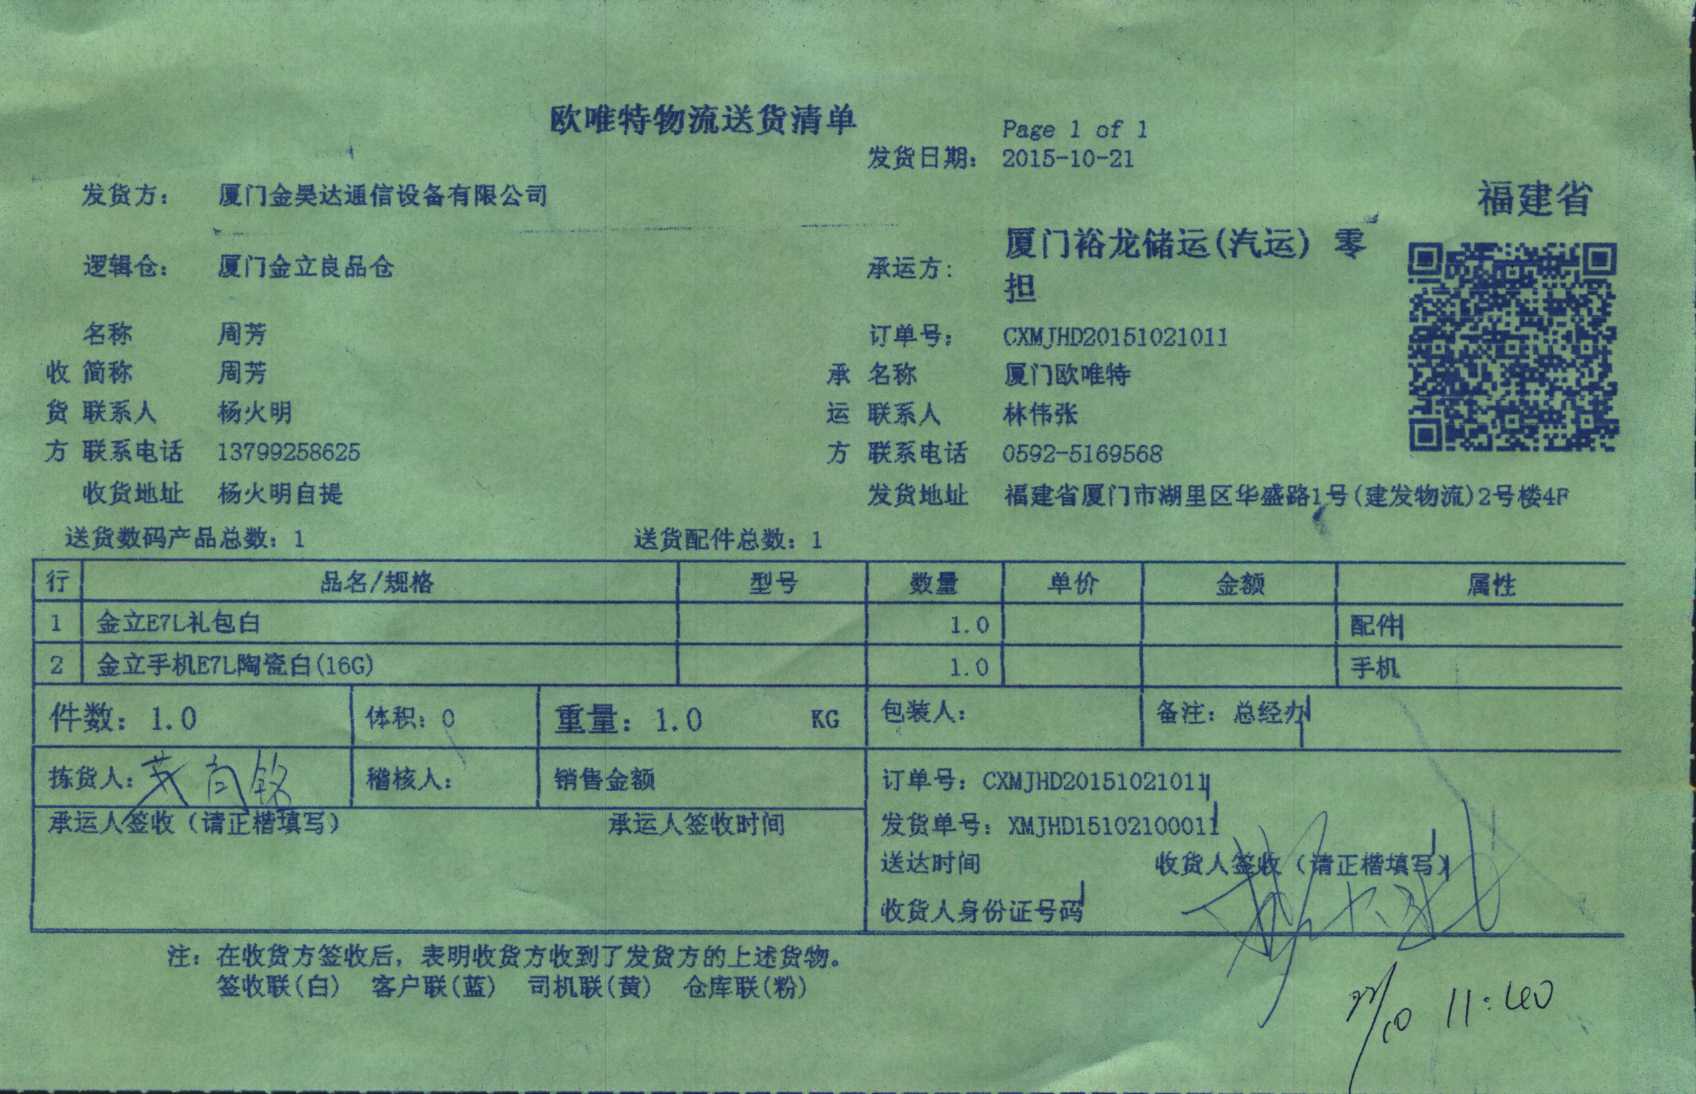 欧唯特物流送货清单
Page 1 of 1
发货日期： 2015-10-21
发货方： 厦门金昊达通信设备有限公司
福建省
逻辑仓： 厦门金立良品仓
承运方： 厦门裕龙储运(汽运) 零担
名称 周芳
订单号： CXMJHD20151021011
收 简称 周芳
承 名称 厦门欧唯特
货 联系人 杨火明
运 联系人 林伟张
方 联系电话 13799258625
方 联系电话 0592-5169568
收货地址 杨火明自提
发货地址 福建省厦门市湖里区华盛路1号(建发物流)2号楼4F
送货数码产品总数：1 送货配件总数：1
行 品名/规格 型号 数量 单价 金额 属性
1 金立E7L礼包白 1.0 配件
2 金立手机E7L陶瓷白(16G) 1.0 手机
件数：1.0 体积：0 重量：1.0 KG 包装人： 备注：总经办
拣货人： 稽核人： 销售金额 订单号：CXMJHD20151021011
承运人签收（请正楷填写） 承运人签收时间 发货单号：XMJHD15102100011
送达时间 收货人签收（请正楷填写）
收货人身份证号码
注：在收货方签收后，表明收货方收到了发货方的上述货物。
签收联(白) 客户联(蓝) 司机联(黄) 仓库联(粉)
22/10 11:40